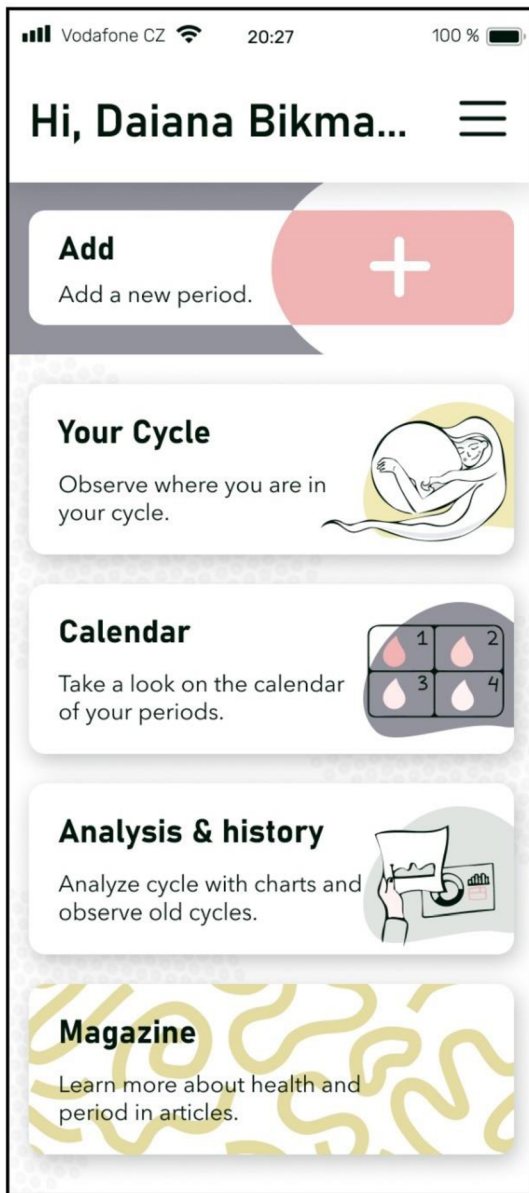 Vodafone CZ 20:27 100 %
Hi, Daiana Bikma...
Add
Add a new period.
Your Cycle
Observe where you are in
your cycle.
Calendar
Take a look on the calendar
of your periods.
1 2
3 4
Analysis & history
Analyze cycle with charts and
observe old cycles.
Magazine
Learn more about health and
period in articles.